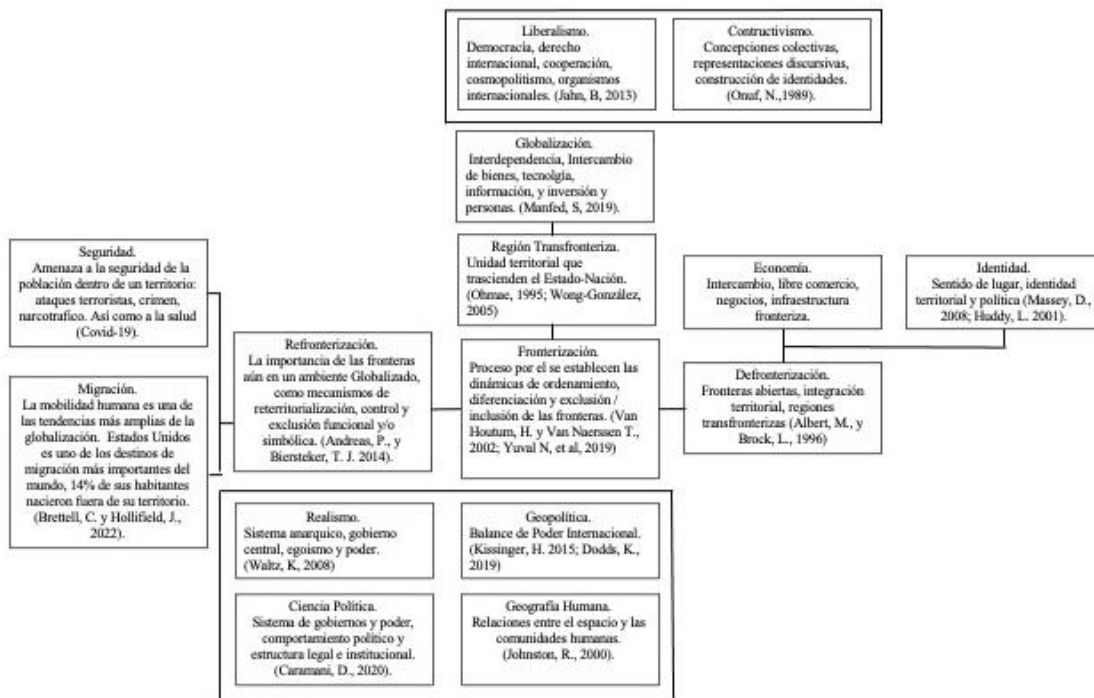 Liberalismo.
Democracía, derecho
internacional, cooperación,
cosmopolitismo, organismos
internacionales. (Jahn, B, 2013)
Contructivismo.
Concepciones colectivas,
representaciones discursivas,
construcción de identidades.
(Onuf, N.,1989).
Globalización.
Interdependencia, Intercambio
de bienes, tecnolgía,
información, y inversión y
personas. (Manfed, S, 2019).
Región Transfronteriza.
Unidad territorial que
trascienden el Estado-Nación.
(Ohmae, 1995; Wong-González,
2005)
Seguridad.
Amenaza a la seguridad de la
población dentro de un territorio:
ataques terroristas, crimen,
narcotrafico. Así como a la salud
(Covid-19).
Economía.
Intercambio, libre comercio,
negocios, infraestructura
fronteriza.
Identidad.
Sentido de lugar, identidad
territorial y política (Massey, D.,
2008; Huddy, L. 2001).
Refronterización.
La importancia de las fronteras
aún en un ambiente Globalizado,
como mecanismos de
reterritorialización, control y
exclusión funcional y/o
simbólica. (Andreas, P., y
Biersteker, T. J. 2014).
Fronterización.
Proceso por el se establecen las
dinámicas de ordenamiento,
diferenciación y exclusión /
inclusión de las fronteras. (Van
Houtum, H. y Van Naerssen T.,
2002; Yuval N, et al, 2019)
Defronterización.
Fronteras abiertas, integración
territorial, regiones
transfronterizas (Albert, M., y
Brock, L., 1996)
Migración.
La mobilidad humana es una de
las tendencias más amplias de la
globalización. Estados Unidos
es uno de los destinos de
migración más importantes del
mundo, 14% de sus habitantes
nacieron fuera de su territorio.
(Brettell, C. y Hollifield, J.,
2022).
Realismo.
Sistema anarquico, gobierno
central, egoismo y poder.
(Waltz, K, 2008)
Geopolítica.
Balance de Poder Internacional.
(Kissinger, H. 2015; Dodds, K.,
2019)
Ciencia Política.
Sistema de gobiernos y poder,
comportamiento político y
estructura legal e institucional.
(Caramani, D., 2020).
Geografía Humana.
Relaciones entre el espacio y las
comunidades humanas.
(Johnston, R., 2000).